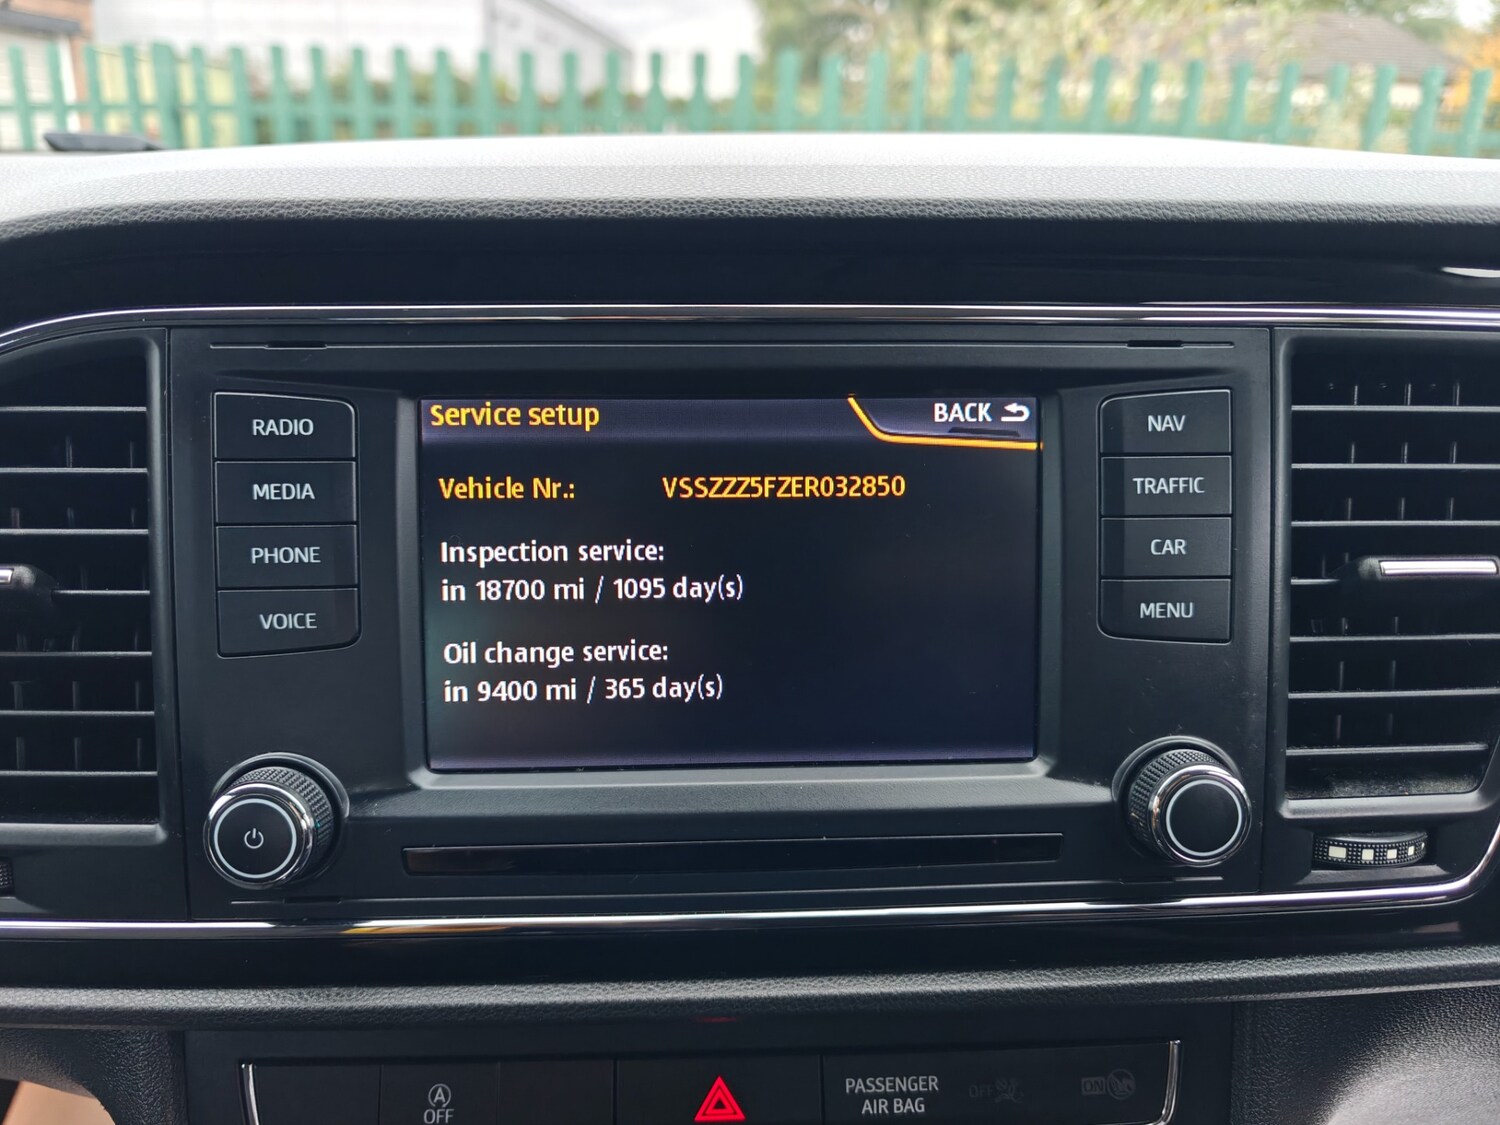 Service setup
BACK
Vehicle Nr.: VSSZZZ5FZER032850
Inspection service:
in 18700 mi / 1095 day(s)
Oil change service:
in 9400 mi / 365 day(s)
RADIO
MEDIA
PHONE
VOICE
NAV
TRAFFIC
CAR
MENU
A
OFF
PASSENGER
AIR BAG
OFF
ON